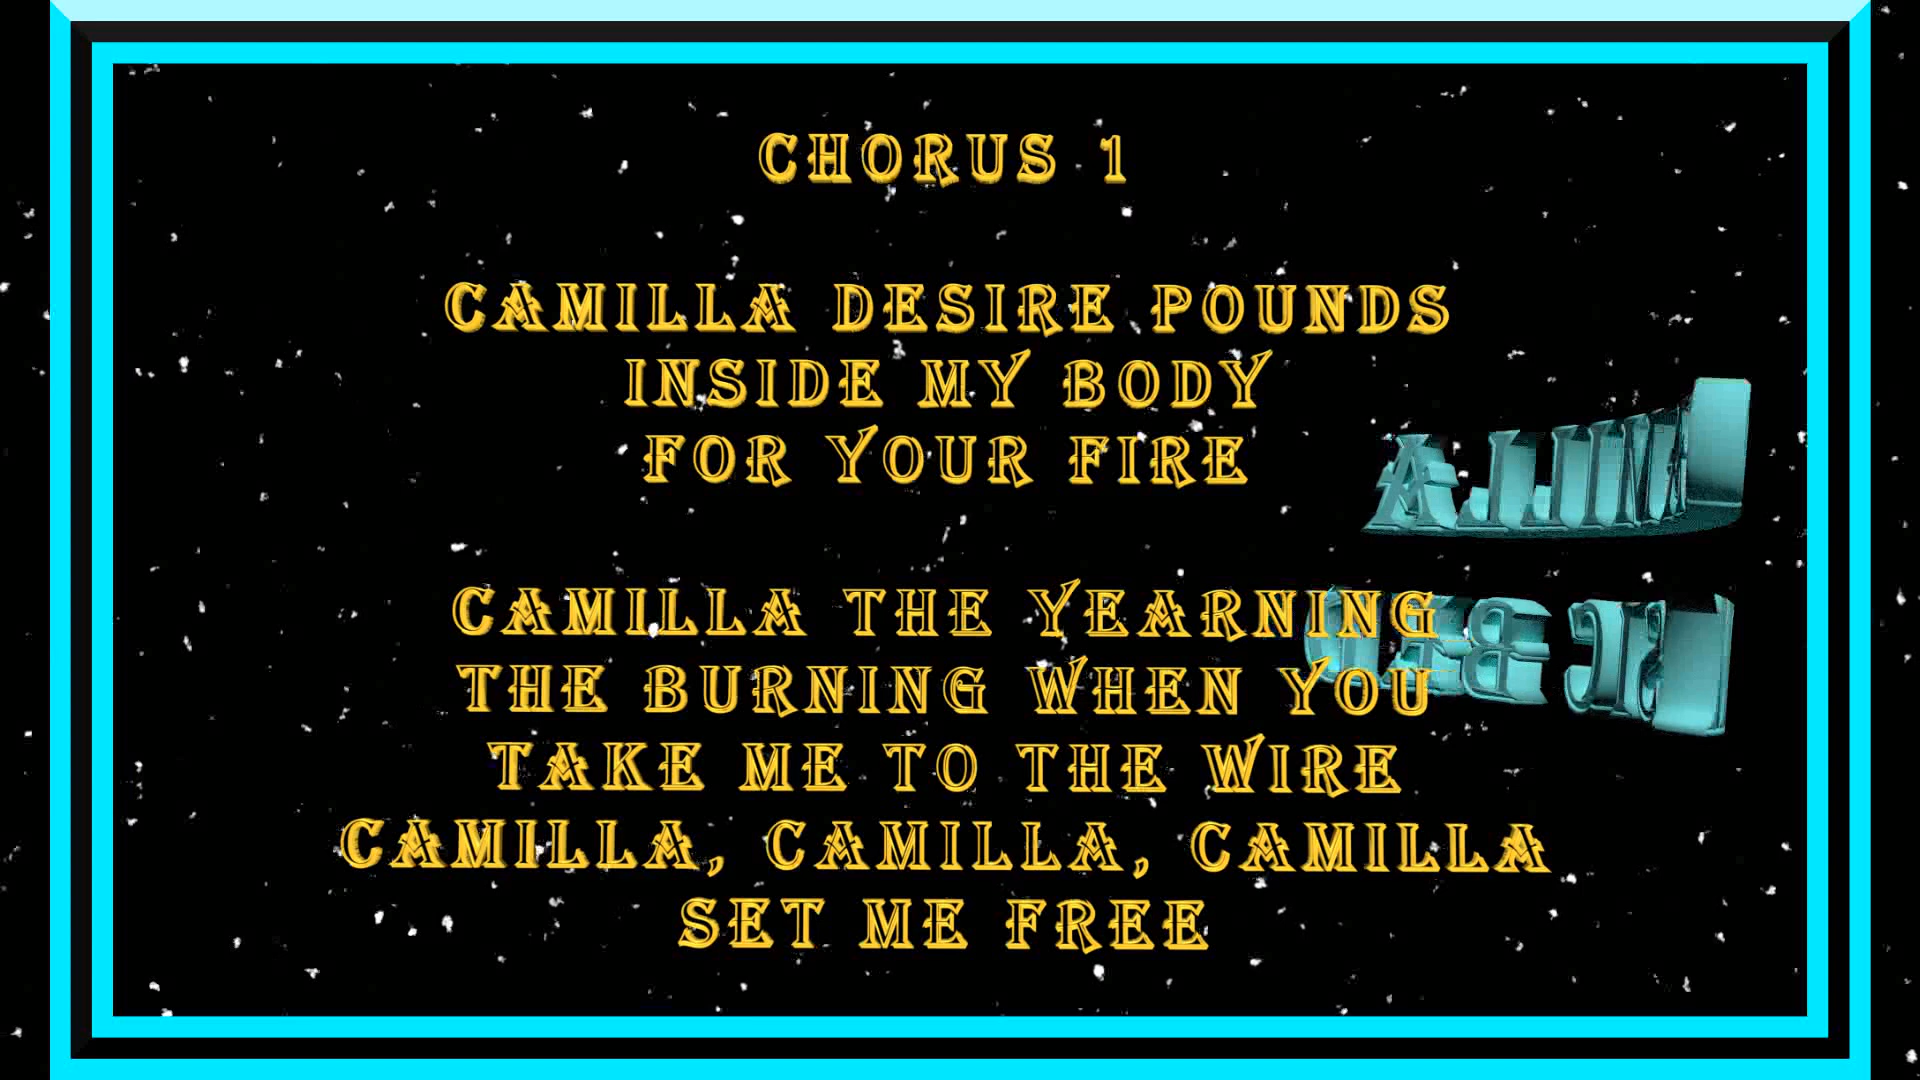 CHORUS 1
CAMILLA DESIRE POUNDS
INSIDE MY BODY
FOR YOUR FIRE
CAMILLA THE YEARNING
THE BURNING WHEN YOU
TAKE ME TO THE WIRE
CAMILLA, CAMILLA, CAMILLA
SET ME FREE